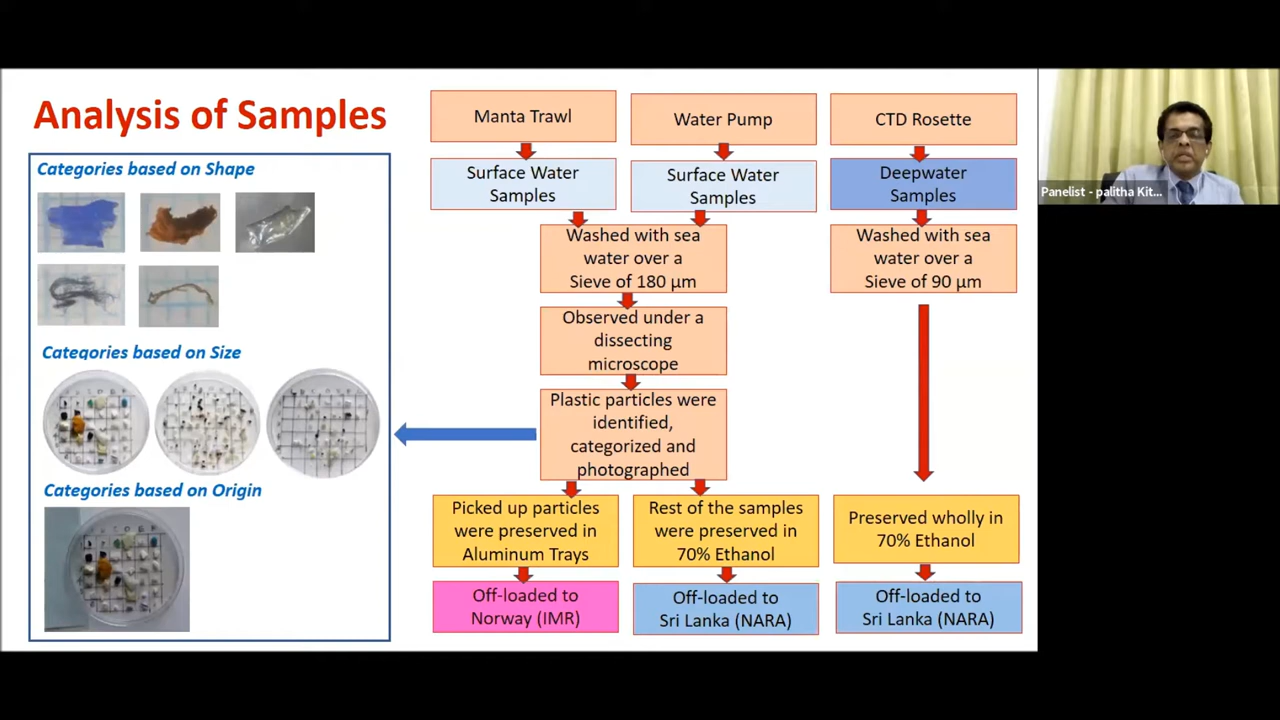 Analysis of Samples
Categories based on Shape
Categories based on Size
Categories based on Origin
Manta Trawl
Surface Water
Samples
Water Pump
Surface Water
Samples
CTD Rosette
Deepwater
Samples
Washed with sea
water over a
Sieve of 180 µm
Washed with sea
water over a
Sieve of 90 µm
Observed under a
dissecting
microscope
Plastic particles were
identified,
categorized and
photographed
Picked up particles
were preserved in
Aluminum Trays
Rest of the samples
were preserved in
70% Ethanol
Preserved wholly in
70% Ethanol
Off-loaded to
Norway (IMR)
Off-loaded to
Sri Lanka (NARA)
Off-loaded to
Sri Lanka (NARA)
Panelist - palitha Kit...